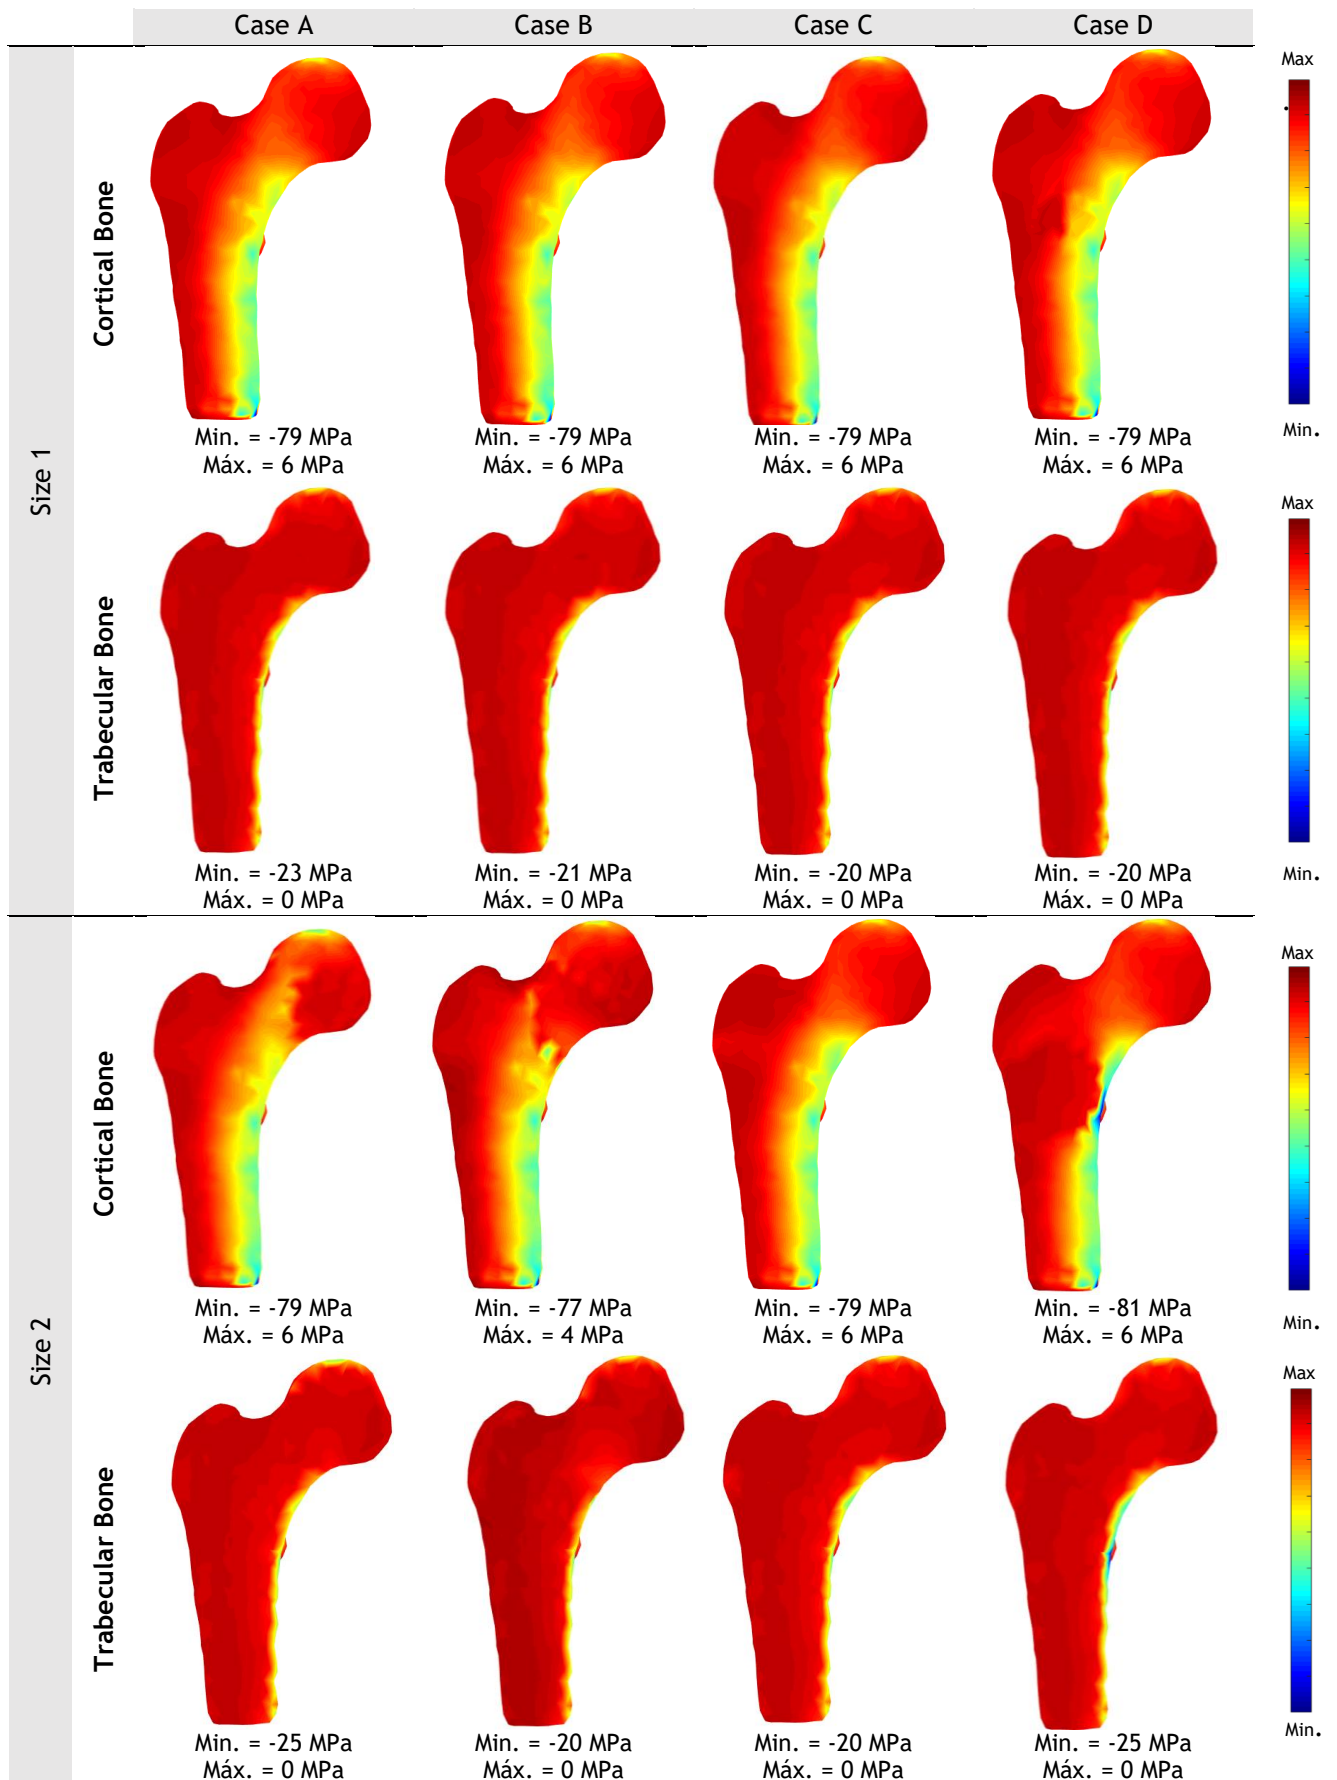 Case A Case B Case C Case D
Size 1
Cortical Bone
Max
Min.
Min. = -79 MPa Min. = -79 MPa Min. = -79 MPa Min. = -79 MPa
Máx. = 6 MPa Máx. = 6 MPa Máx. = 6 MPa Máx. = 6 MPa
Trabecular Bone
Max
Min.
Min. = -23 MPa Min. = -21 MPa Min. = -20 MPa Min. = -20 MPa
Máx. = 0 MPa Máx. = 0 MPa Máx. = 0 MPa Máx. = 0 MPa
Size 2
Cortical Bone
Max
Min.
Min. = -79 MPa Min. = -77 MPa Min. = -79 MPa Min. = -81 MPa
Máx. = 6 MPa Máx. = 4 MPa Máx. = 6 MPa Máx. = 6 MPa
Trabecular Bone
Max
Min.
Min. = -25 MPa Min. = -20 MPa Min. = -20 MPa Min. = -25 MPa
Máx. = 0 MPa Máx. = 0 MPa Máx. = 0 MPa Máx. = 0 MPa